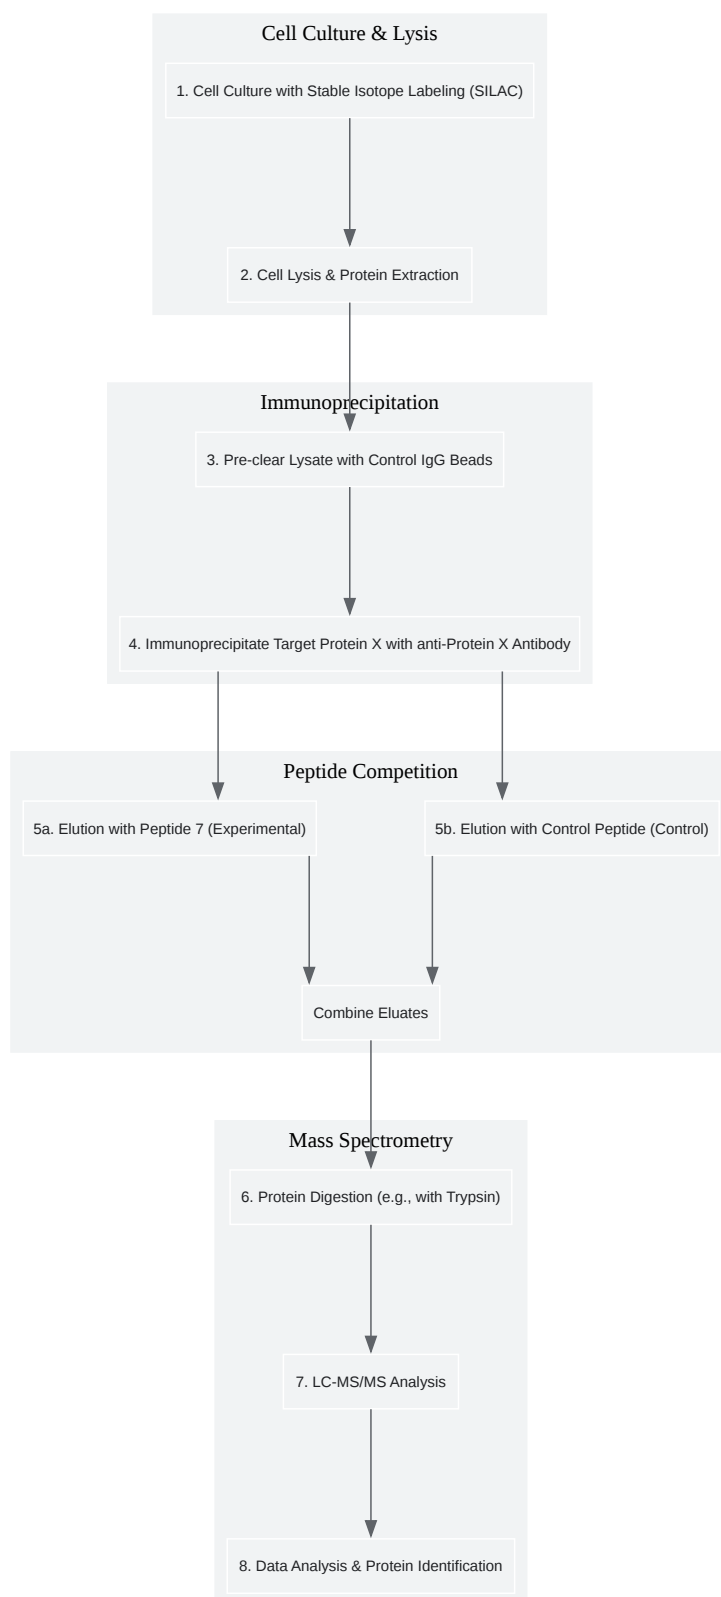 Cell Culture & Lysis
1. Cell Culture with Stable Isotope Labeling (SILAC)
2. Cell Lysis & Protein Extraction
Immunoprecipitation
3. Pre-clear Lysate with Control IgG Beads
4. Immunoprecipitate Target Protein X with anti-Protein X Antibody
Peptide Competition
5a. Elution with Peptide 7 (Experimental)
5b. Elution with Control Peptide (Control)
Combine Eluates
Mass Spectrometry
6. Protein Digestion (e.g., with Trypsin)
7. LC-MS/MS Analysis
8. Data Analysis & Protein Identification